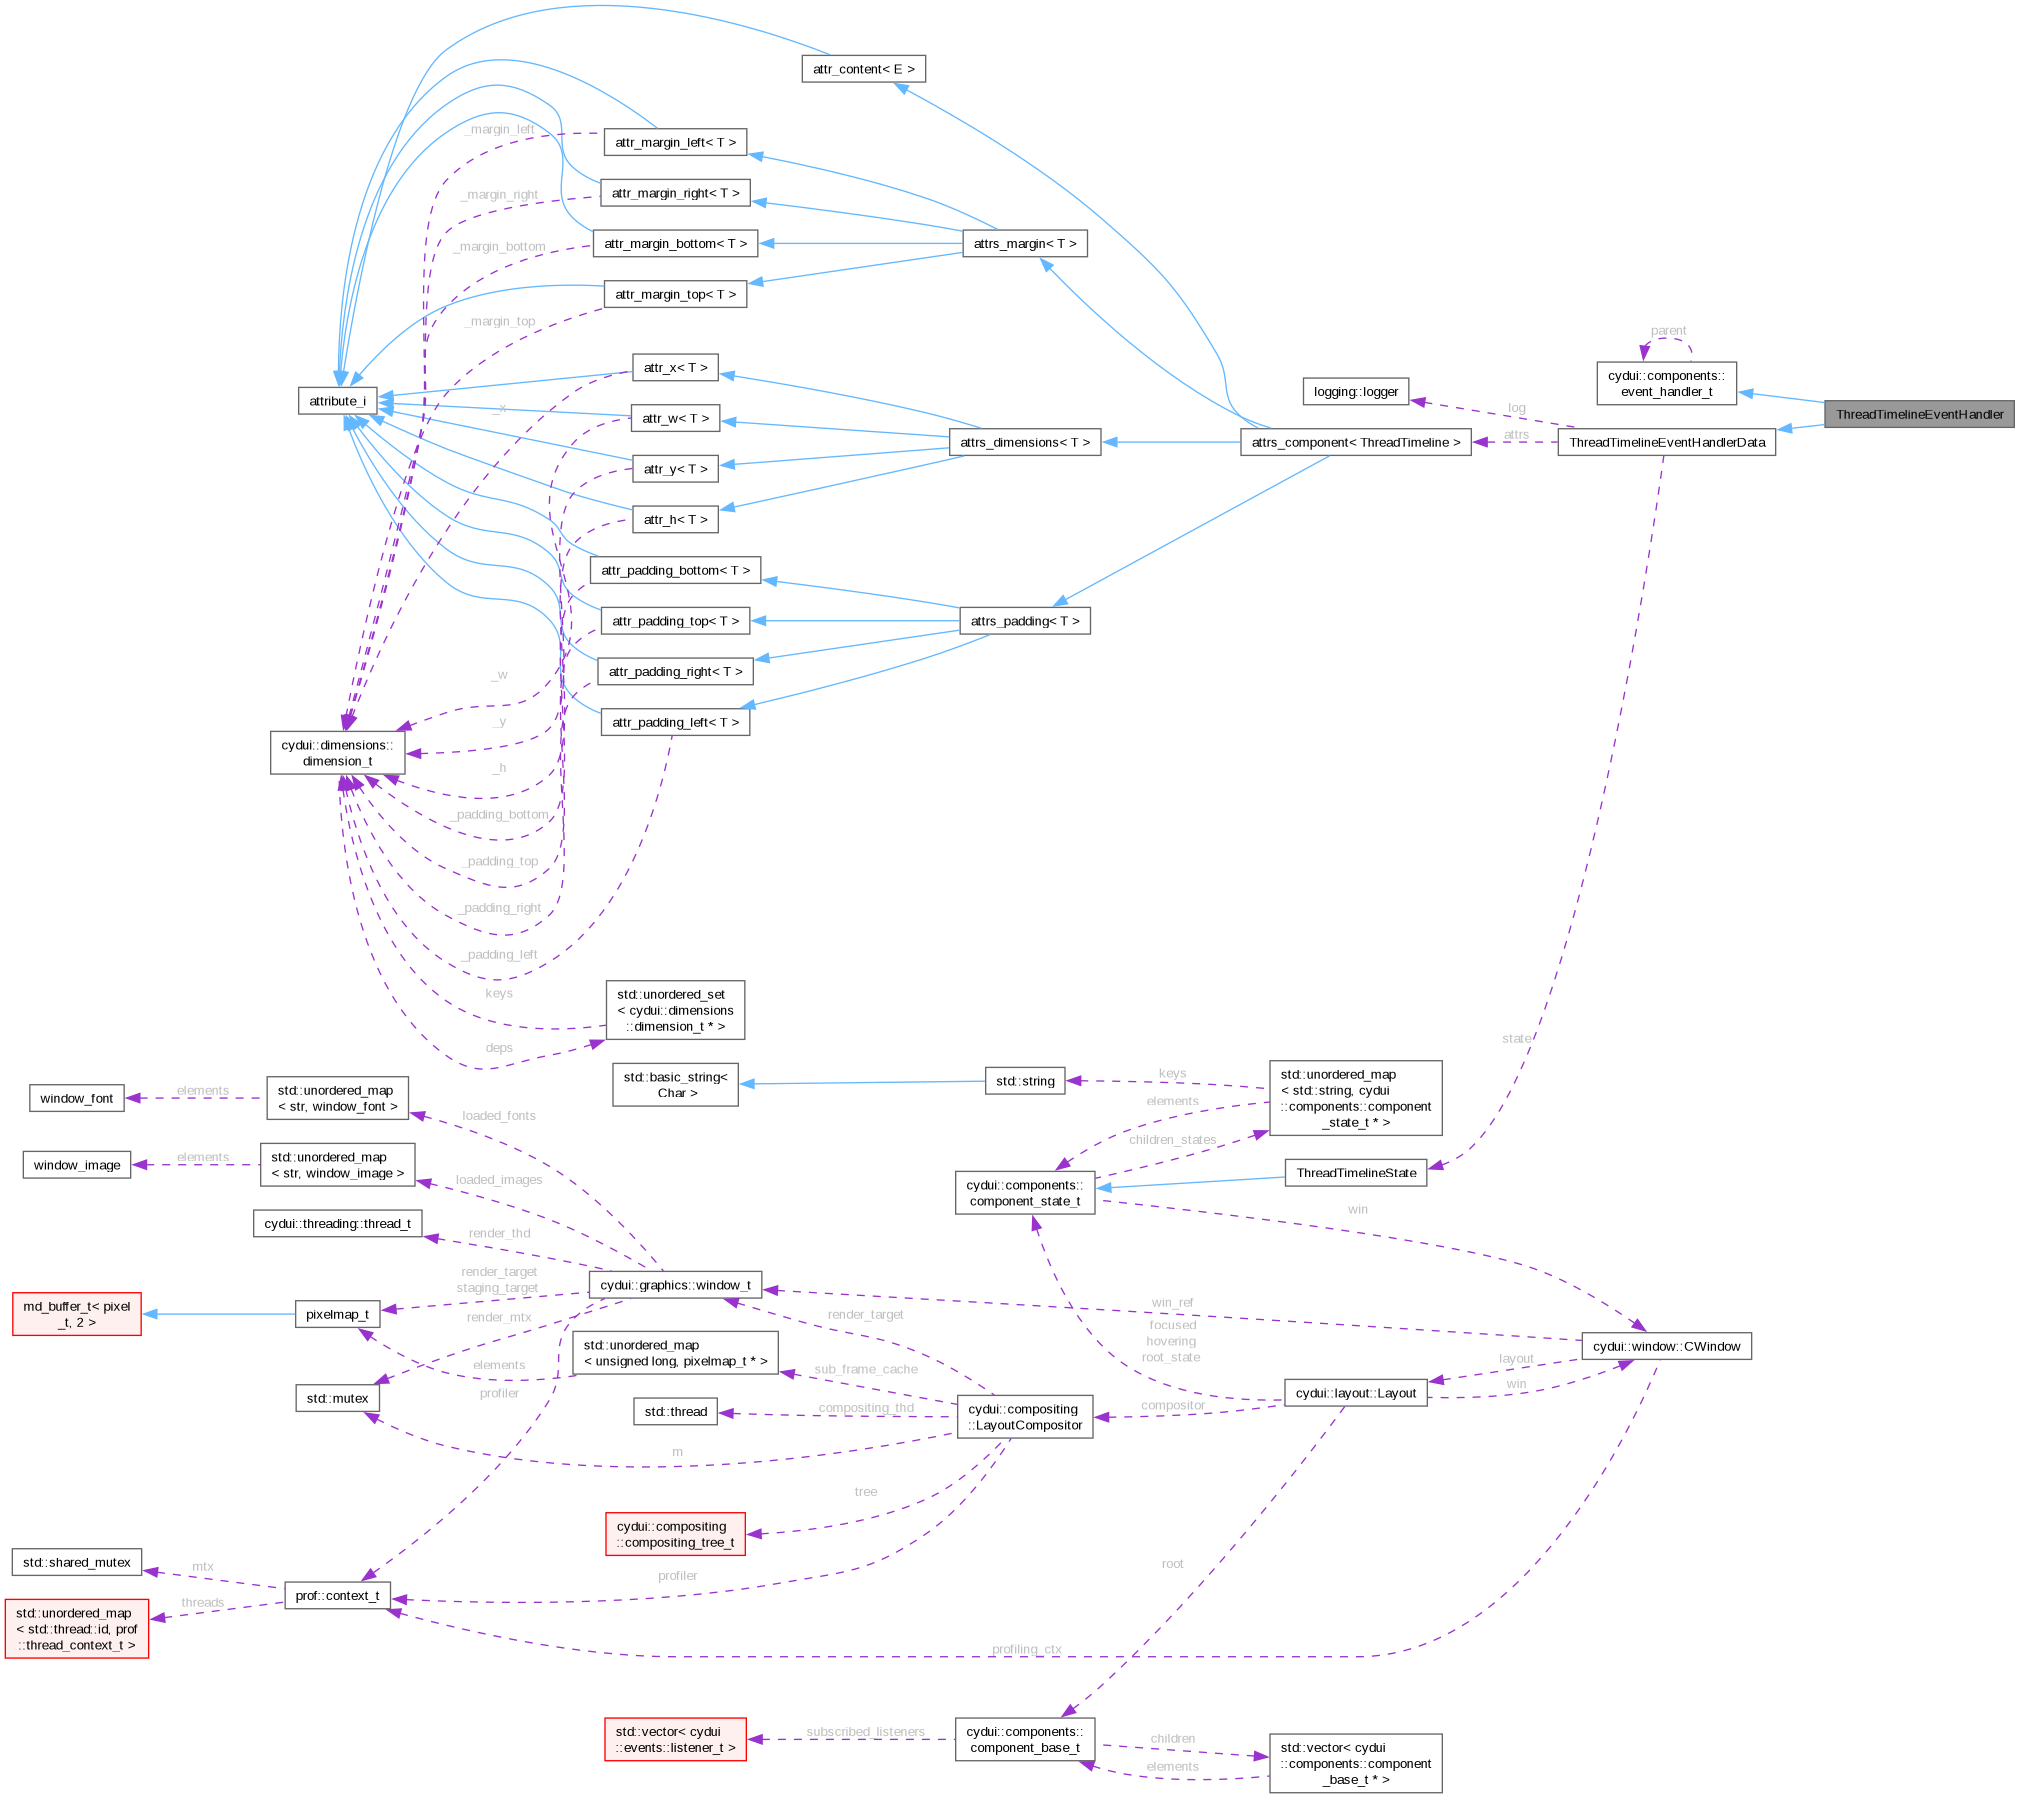 attr_content< E >
_margin_left
attr_margin_left< T >
_margin_right
attr_margin_right< T >
_margin_bottom
attr_margin_bottom< T >
attrs_margin< T >
attr_margin_top< T >
_margin_top
parent
attr_x< T >
cydui::components::
event_handler_t
logging::logger
attribute_i
_x
attr_w< T >
log
ThreadTimelineEventHandler
attrs_dimensions< T >
attrs_component< ThreadTimeline >
attrs
ThreadTimelineEventHandlerData
attr_y< T >
attr_h< T >
attr_padding_bottom< T >
attr_padding_top< T >
attrs_padding< T >
attr_padding_right< T >
_w
_y
attr_padding_left< T >
cydui::dimensions::
dimension_t
_h
_padding_bottom
_padding_top
_padding_right
_padding_left
keys
std::unordered_set
< cydui::dimensions
::dimension_t * >
deps
state
window_font
elements
std::unordered_map
< str, window_font >
loaded_fonts
std::basic_string<
Char >
std::string
keys
elements
std::unordered_map
< std::string, cydui
::components::component
_state_t * >
children_states
window_image
elements
std::unordered_map
< str, window_image >
loaded_images
cydui::components::
component_state_t
ThreadTimelineState
win
cydui::threading::thread_t
render_thd
render_target
staging_target
cydui::graphics::window_t
md_buffer_t< pixel
_t, 2 >
pixelmap_t
render_mtx
render_target
win_ref
focused
hovering
root_state
cydui::window::CWindow
std::unordered_map
< unsigned long, pixelmap_t * >
elements
sub_frame_cache
layout
win
std::mutex
profiler
std::thread
compositing_thd
cydui::compositing
::LayoutCompositor
compositor
cydui::layout::Layout
m
tree
cydui::compositing
::compositing_tree_t
std::shared_mutex
mtx
prof::context_t
profiler
root
std::unordered_map
< std::thread::id, prof
::thread_context_t >
threads
profiling_ctx
std::vector< cydui
::events::listener_t >
subscribed_listeners
cydui::components::
component_base_t
children
elements
std::vector< cydui
::components::component
_base_t * >